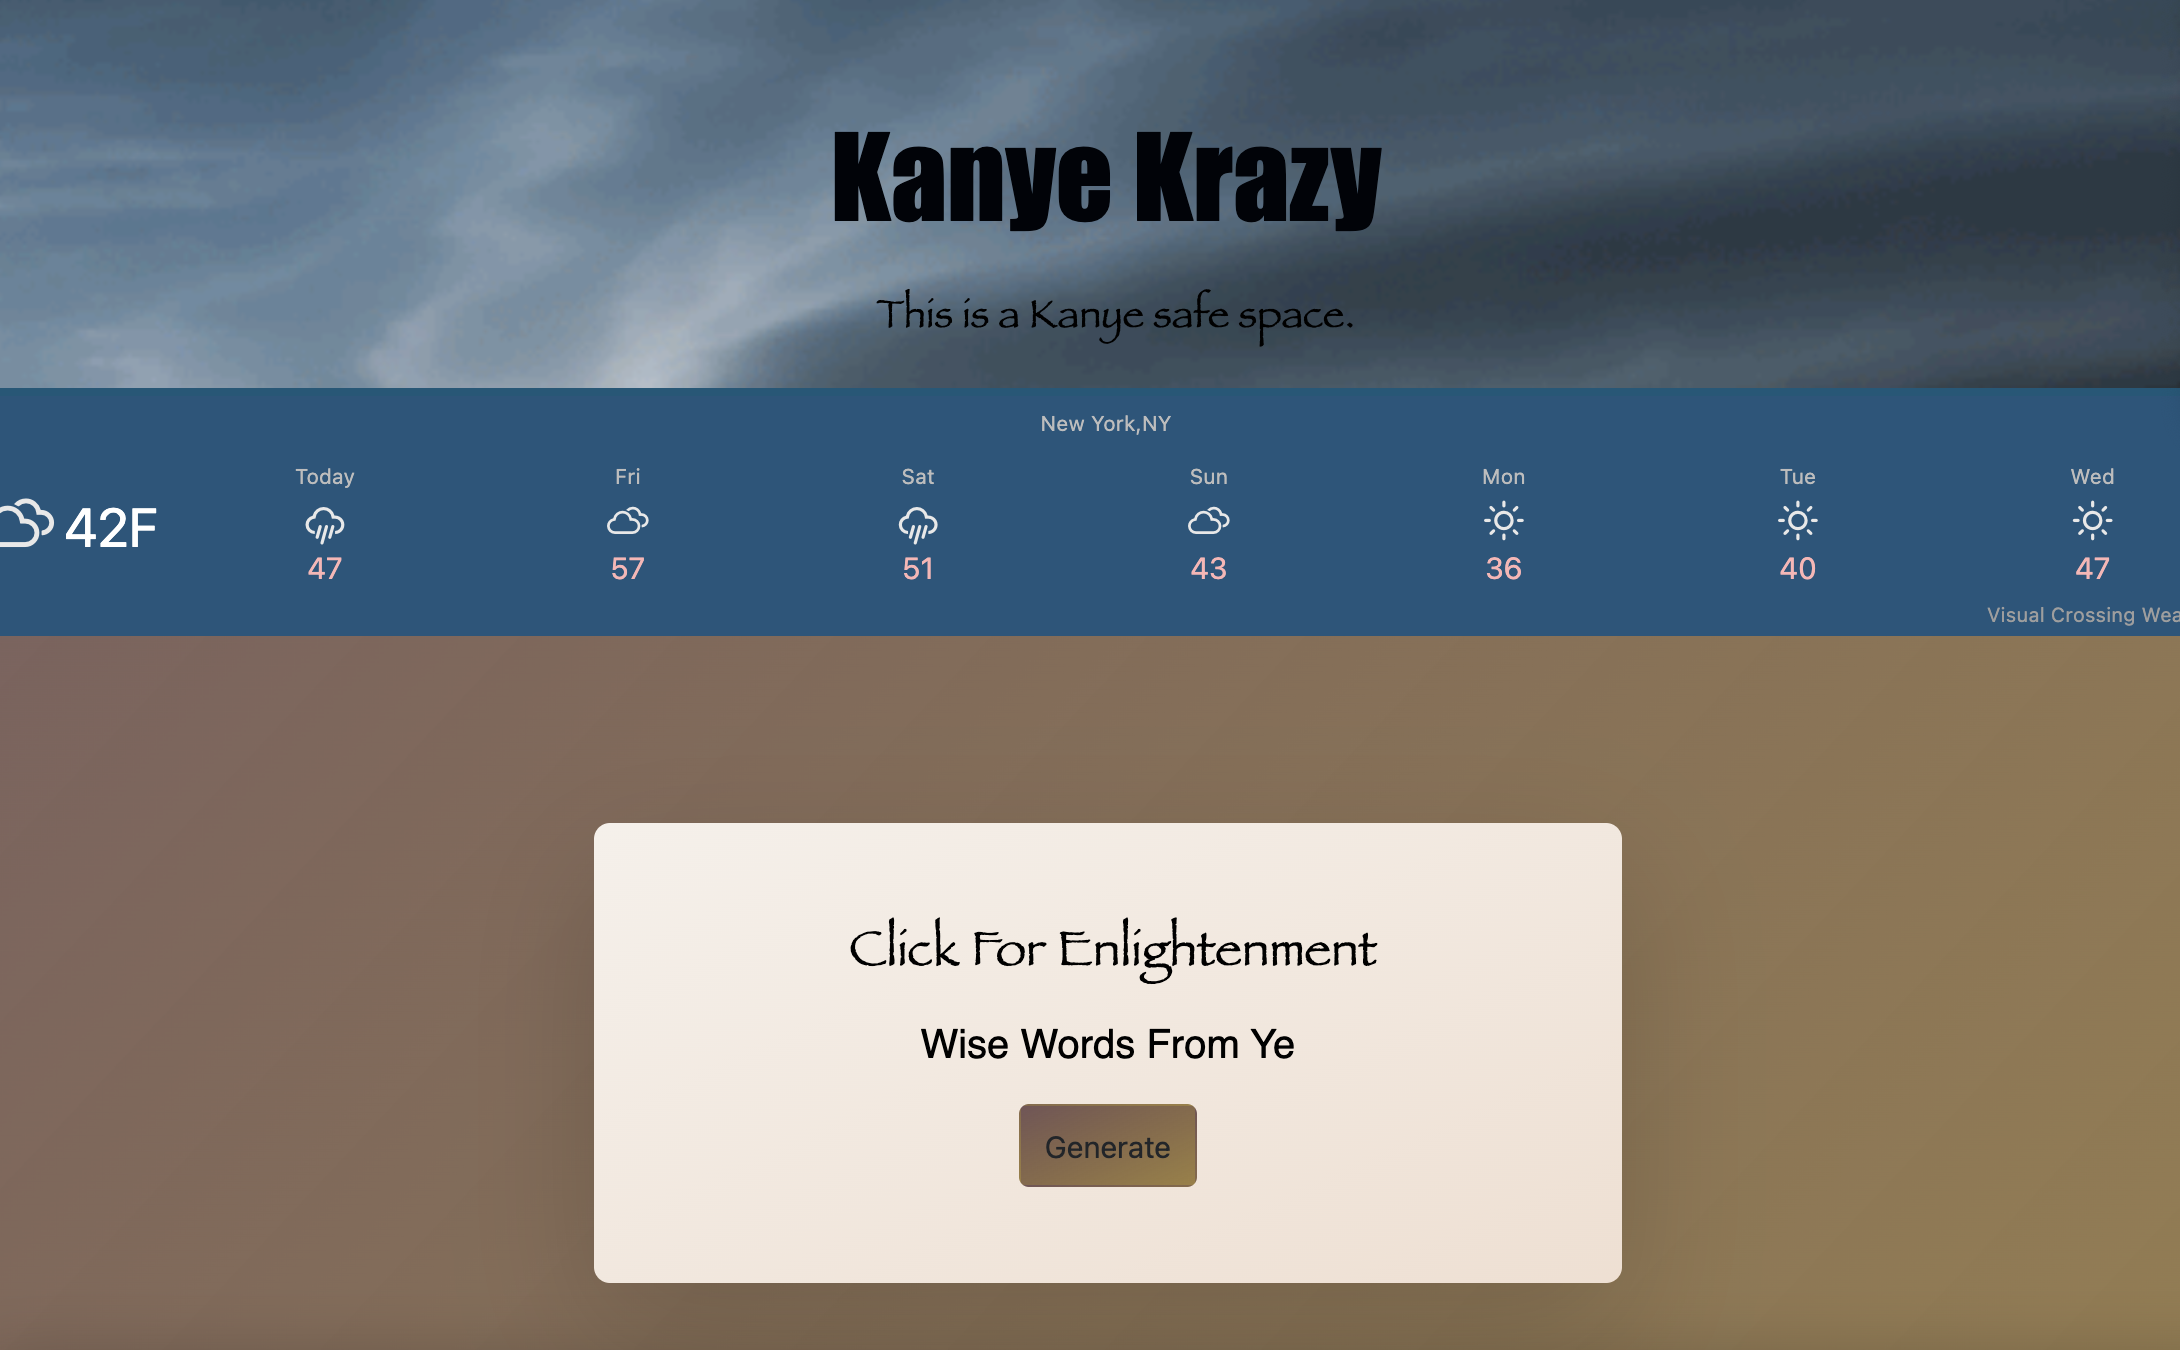 Kanye Krazy
This is a Kanye safe space.
New York,NY
Today Fri Sat Sun Mon Tue Wed
42F
47 57 51 43 36 40 47
Visual Crossing
Click For Enlightenment
Wise Words From Ye
Generate